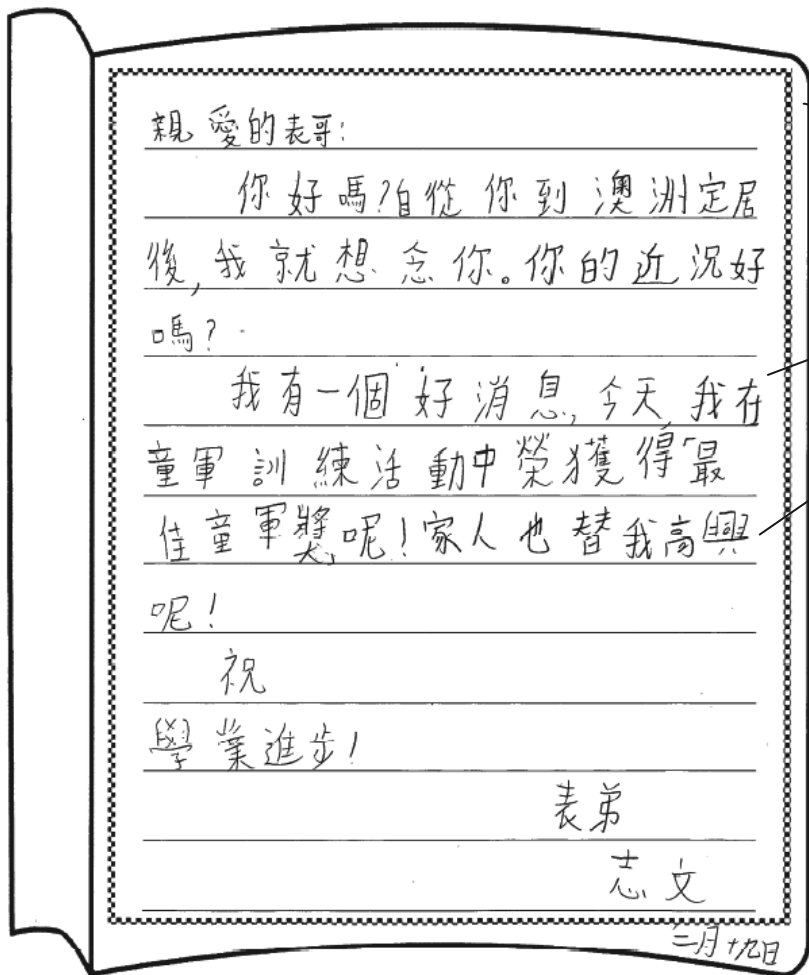 親愛的表哥:
你好嗎?自從你到澳洲定居
後,我就想念你。你的近況好
嗎?
我有一個好消息,今天,我在
童軍訓練活動中榮獲得「最
佳童軍獎」呢!家人也替我高興
呢!
祝
學業進步!
表弟
志文
三月十九日